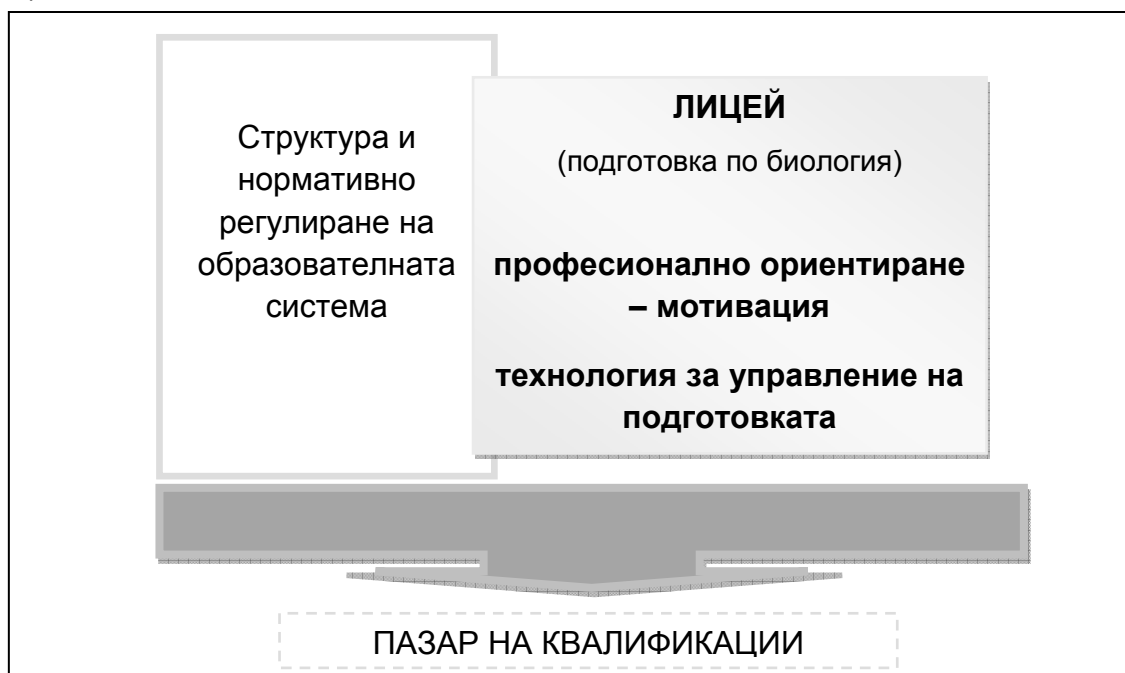 Структура и
нормативно
регулиране на
образователната
система
ЛИЦЕЙ
(подготовка по биология)
професионално ориентиране
– мотивация
технология за управление на
подготовката
ПАЗАР НА КВАЛИФИКАЦИИ